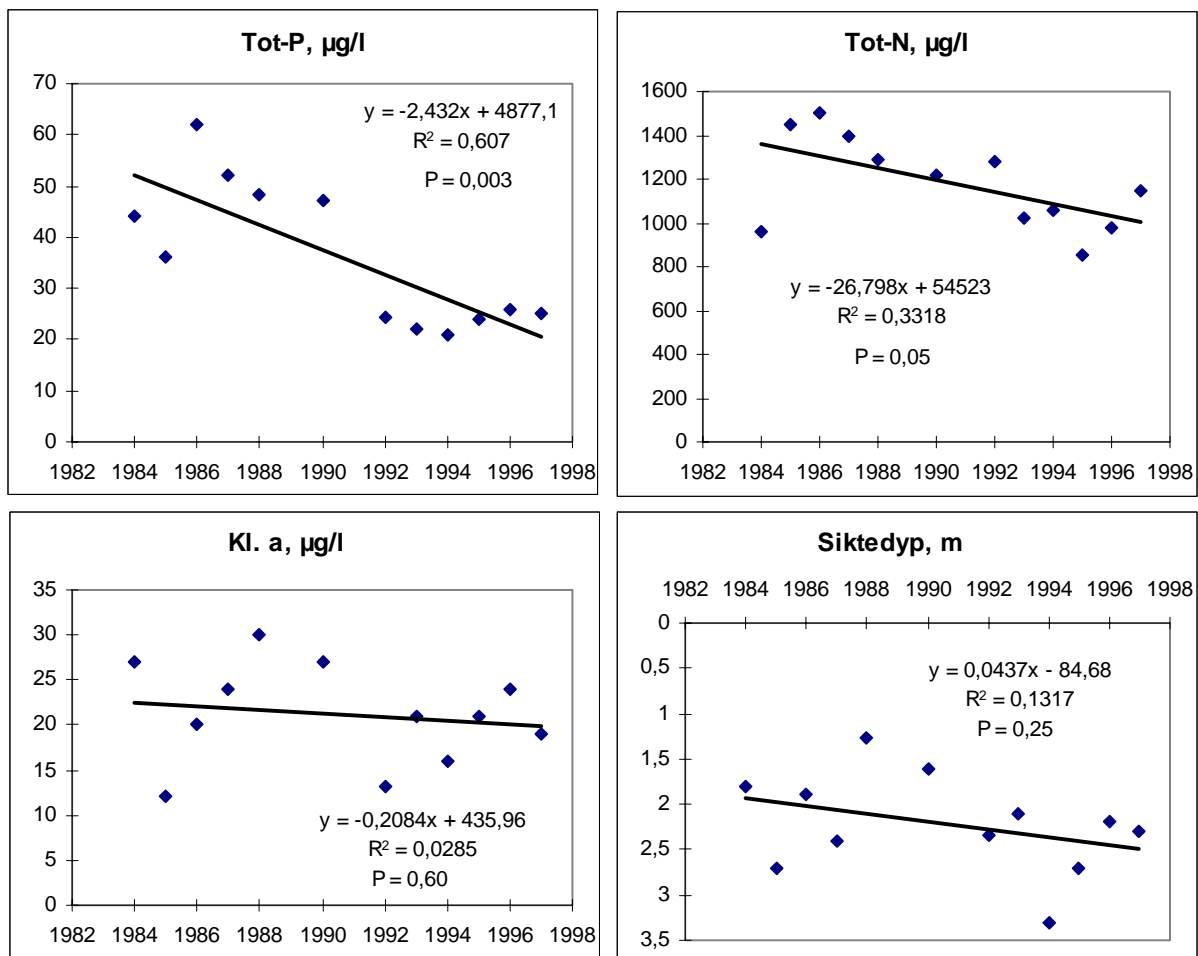 Tot-P, µg/l
70
60
50
40
30
20
10
0
y = -2,432x + 4877,1
R² = 0,607
P = 0,003
1982 1984 1986 1988 1990 1992 1994 1996 1998
Tot-N, µg/l
1600
1400
1200
1000
800
600
400
200
0
y = -26,798x + 54523
R² = 0,3318
P = 0,05
1982 1984 1986 1988 1990 1992 1994 1996 1998
Kl. a, µg/l
35
30
25
20
15
10
5
0
y = -0,2084x + 435,96
R² = 0,0285
P = 0,60
1982 1984 1986 1988 1990 1992 1994 1996 1998
Siktedyp, m
1982 1984 1986 1988 1990 1992 1994 1996 1998
0
0,5
1
1,5
2
2,5
3
3,5
y = 0,0437x - 84,68
R² = 0,1317
P = 0,25